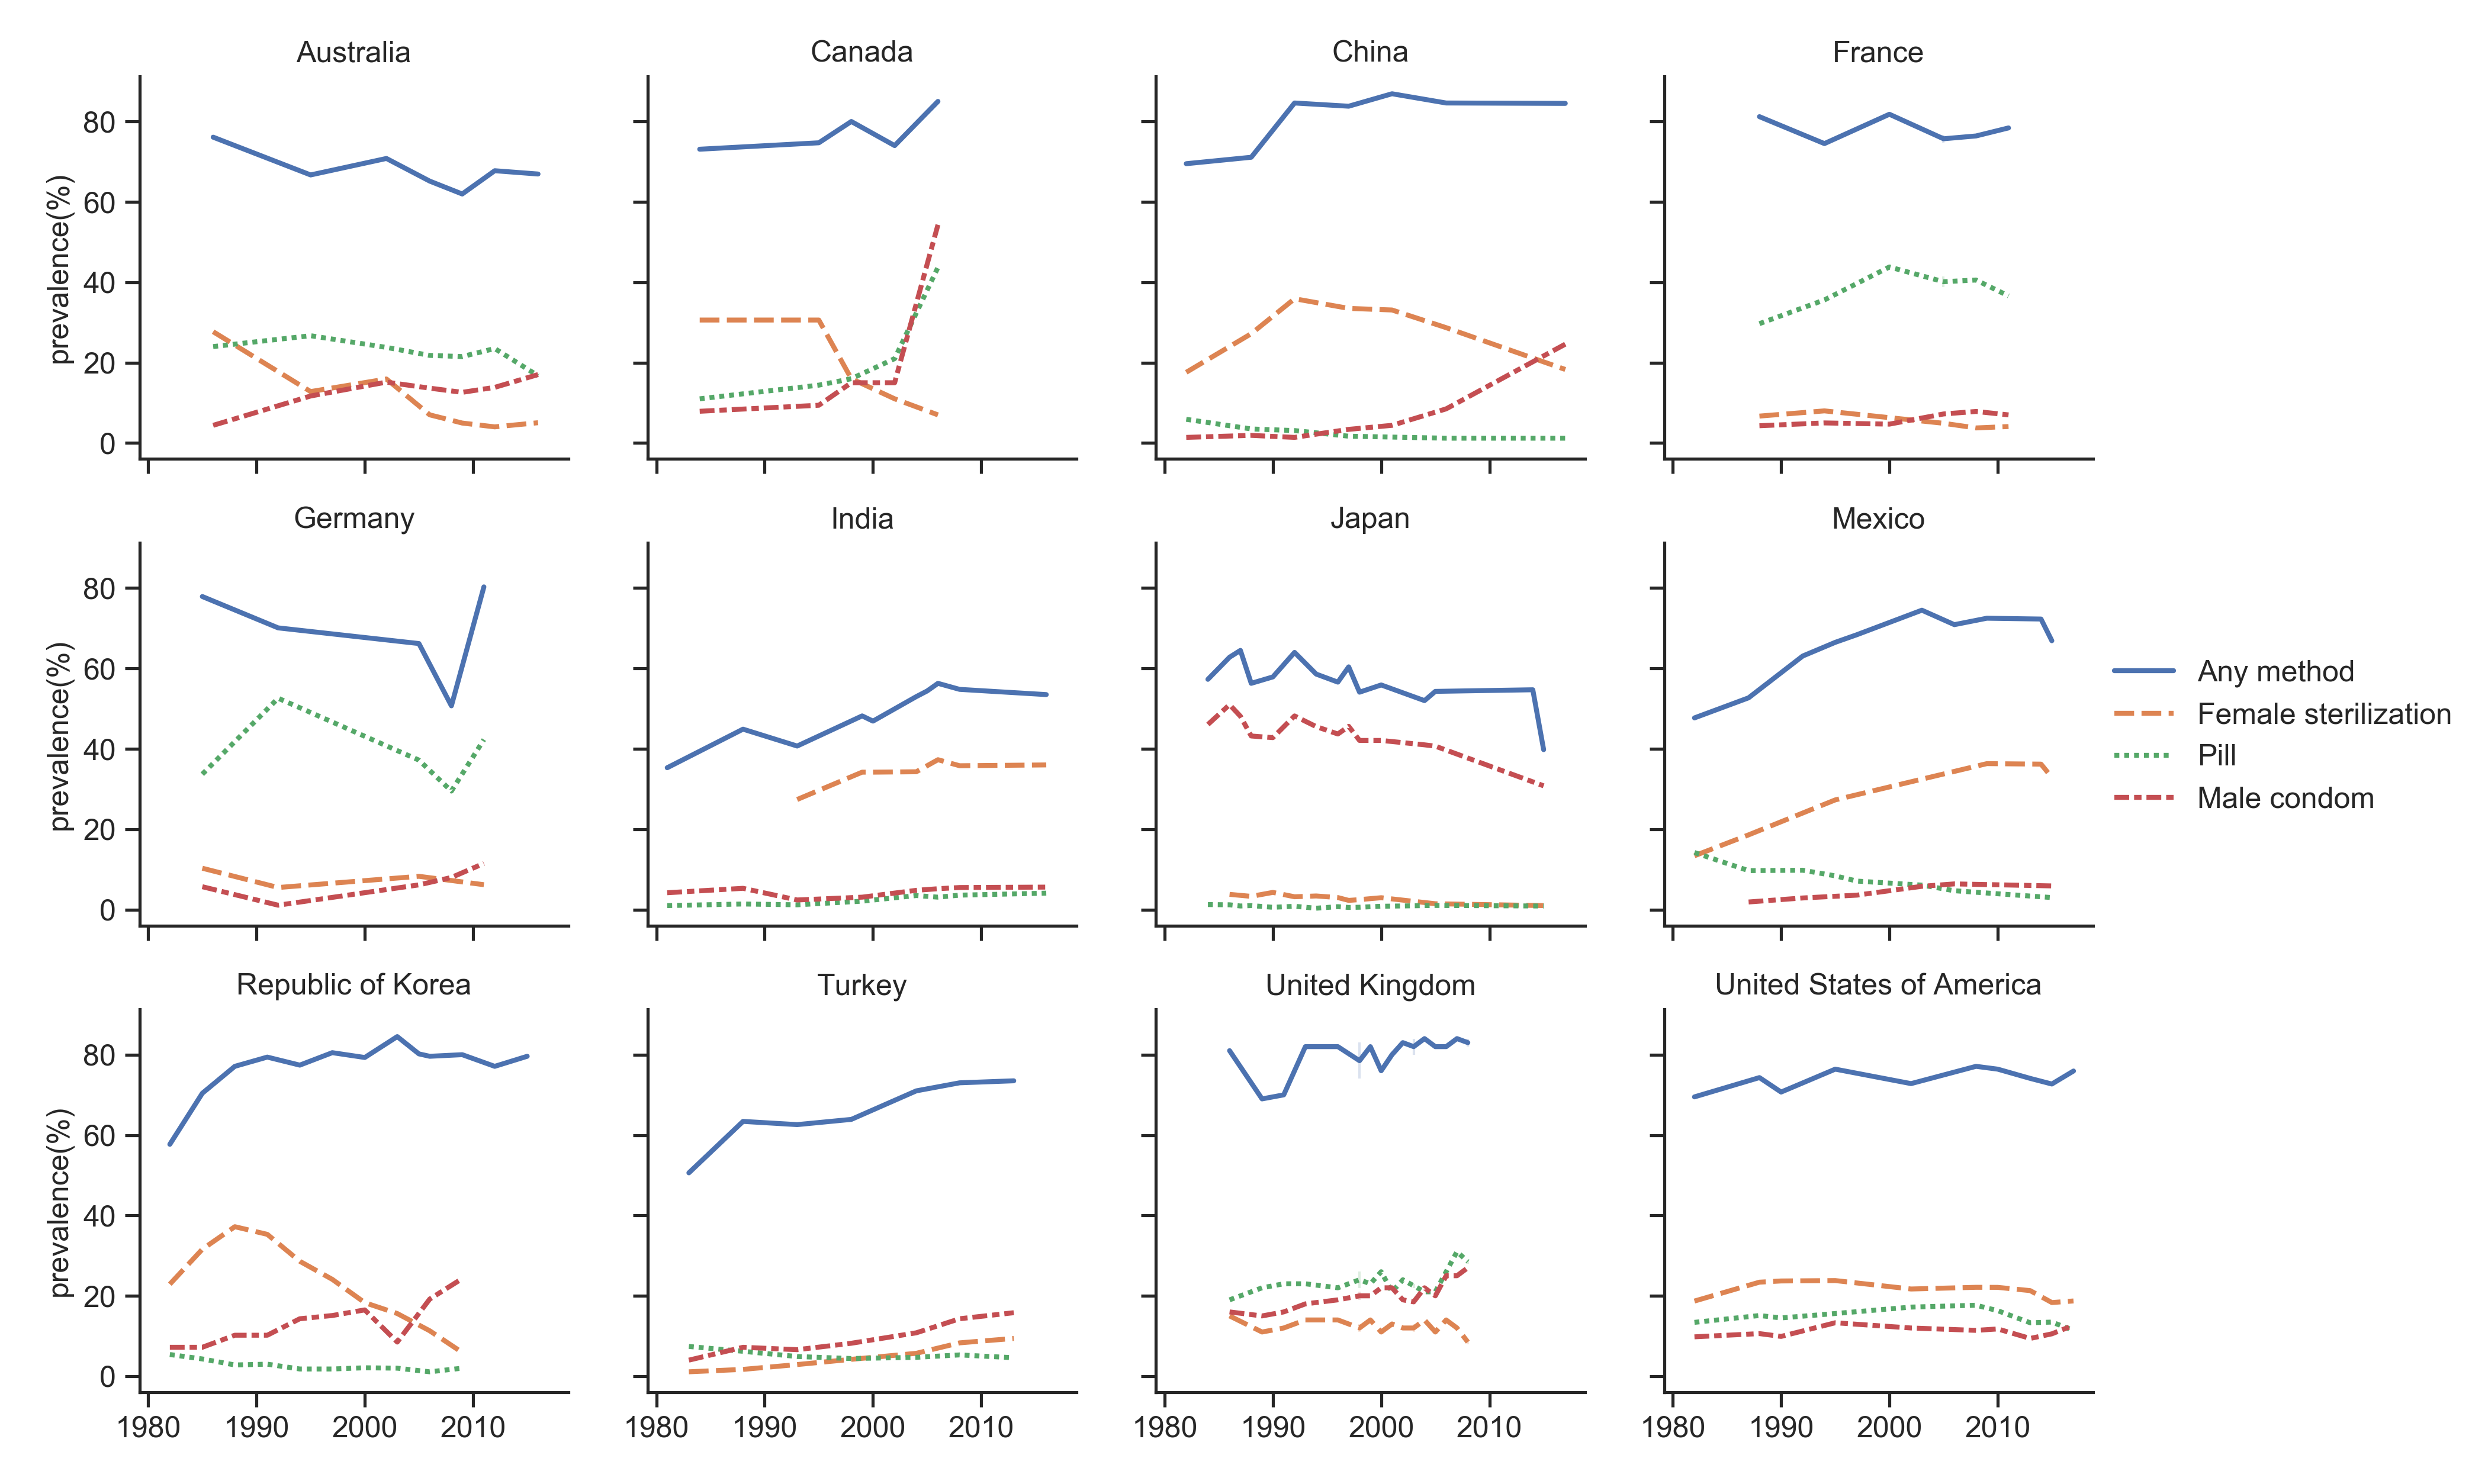 Australia
Canada
China
France
prevalence(%)
80
60
40
20
0
Germany
India
Japan
Mexico
prevalence(%)
80
60
40
20
0
Any method
Female sterilization
Pill
Male condom
Republic of Korea
Turkey
United Kingdom
United States of America
prevalence(%)
80
60
40
20
0
1980 1990 2000 2010
1980 1990 2000 2010
1980 1990 2000 2010
1980 1990 2000 2010